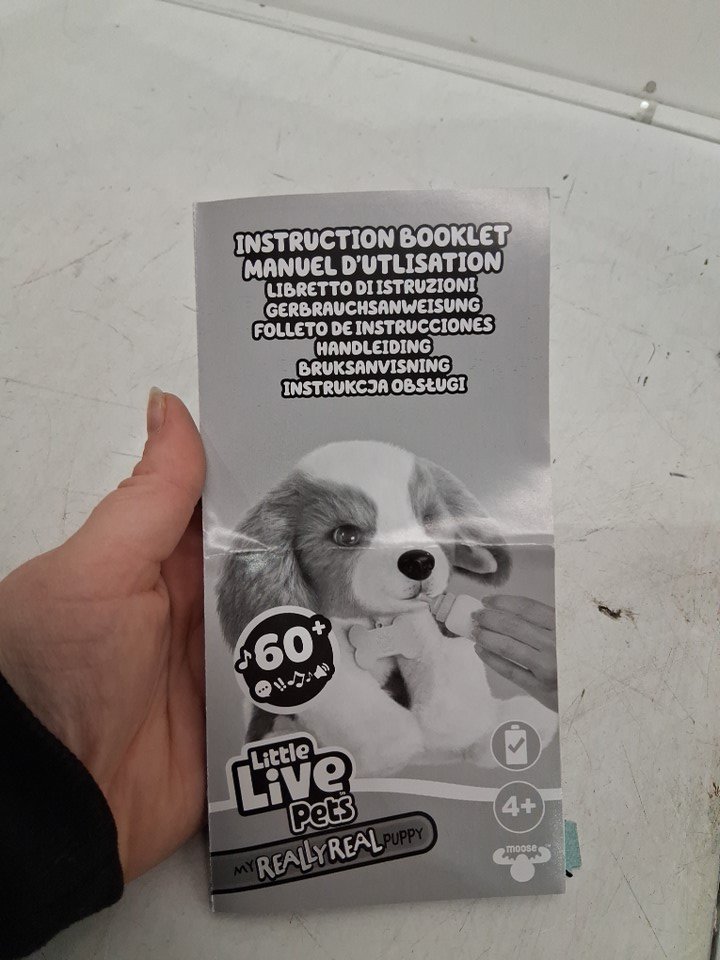 INSTRUCTION BOOKLET
MANUEL D'UTLISATION
LIBRETTO DI ISTRUZIONI
GERBRAUCHSANWEISUNG
FOLLETO DE INSTRUCCIONES
HANDLEIDING
BRUKSANVISNING
INSTRUKCJA OBSŁUGI
60+
Little
Live
Pets
MY REALLY REAL PUPPY
4+
moose